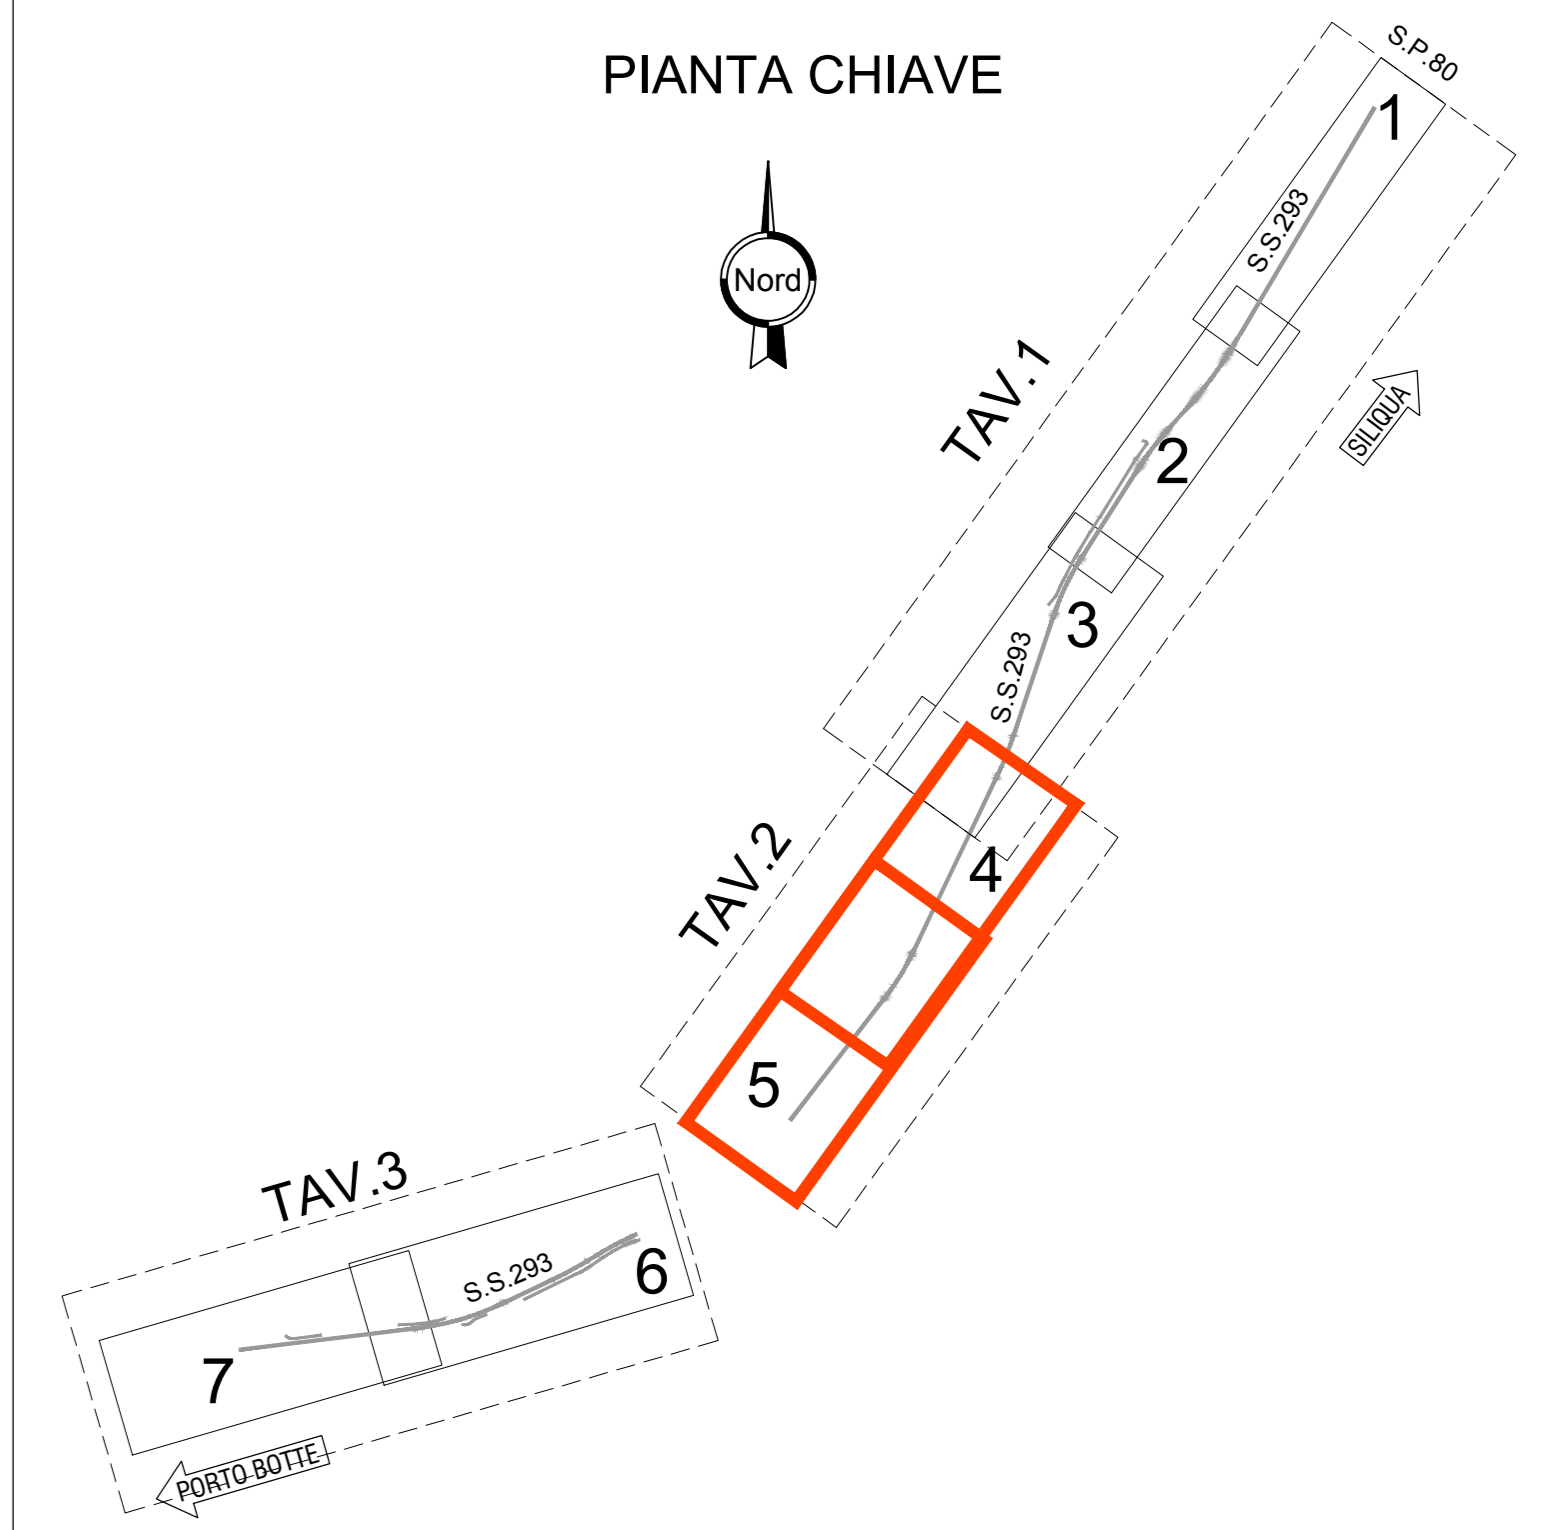 PIANTA CHIAVE
S.P.80
1
Nord
S.S.293
TAV.1
SILIQUA
2
3
S.S.293
TAV.2
4
5
TAV.3
S.S.293
6
7
PORTO BOTTE